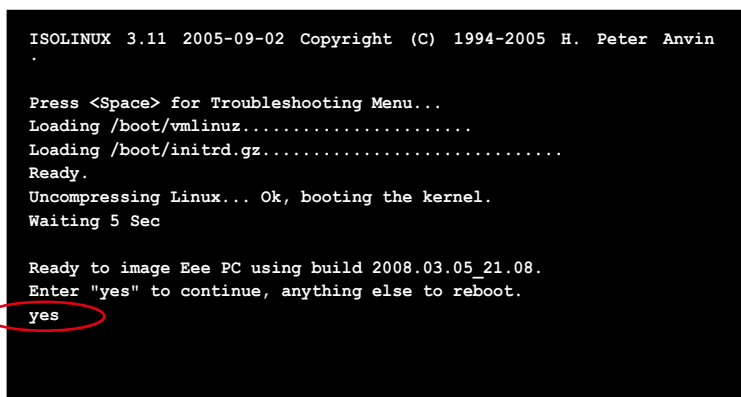 ISOLINUX 3.11 2005-09-02 Copyright (C) 1994-2005 H. Peter Anvin
.
Press <Space> for Troubleshooting Menu...
Loading /boot/vmlinuz.......................
Loading /boot/initrd.gz..............................
Ready.
Uncompressing Linux... Ok, booting the kernel.
Waiting 5 Sec
Ready to image Eee PC using build 2008.03.05_21.08.
Enter "yes" to continue, anything else to reboot.
yes